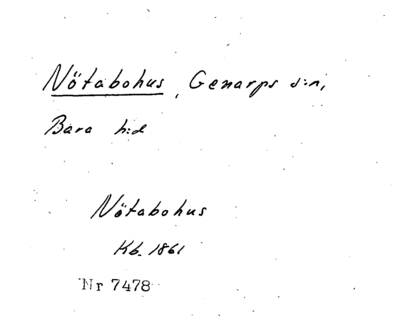 Nötabohus, Genarps s:n,
Bara h:d
Nötabohus
Kb. 1861
Nr 7478